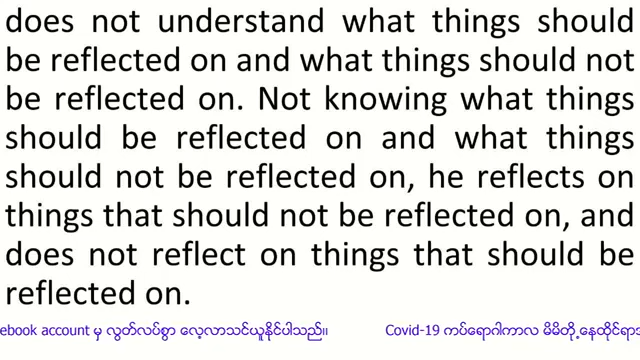 does not understand what things should
be reflected on and what things should not
be reflected on. Not knowing what things
should be reflected on and what things
should not be reflected on, he reflects on
things that should not be reflected on, and
does not reflect on things that should be
reflected on.
ebook account မှ လွတ်လပ်စွာ လေ့လာသင်ယူနိုင်ပါသည်။ Covid-19 ကပ်ရောဂါကာလ မိမိတို့နေထိုင်ရာ